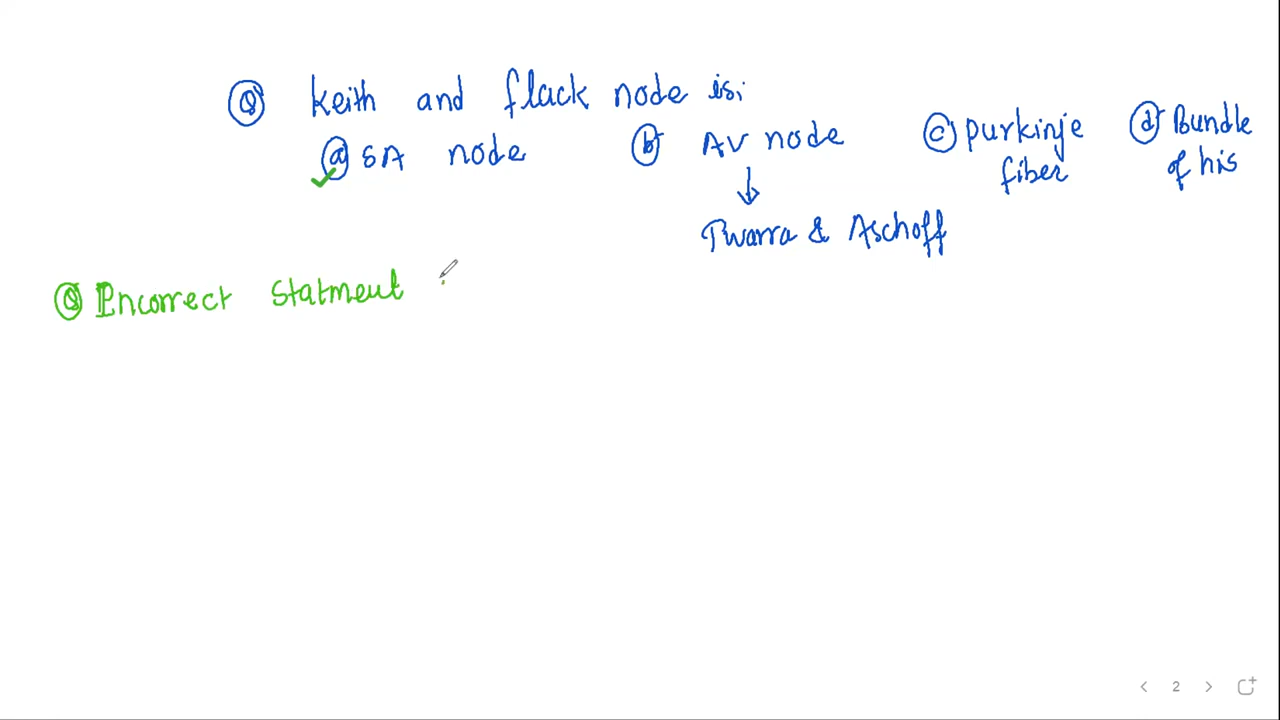 Q Keith and flack node is:
a SA node b AV node c purkinje fiber d Bundle of his
Twarra & Aschoff
Q Incorrect Statment
2